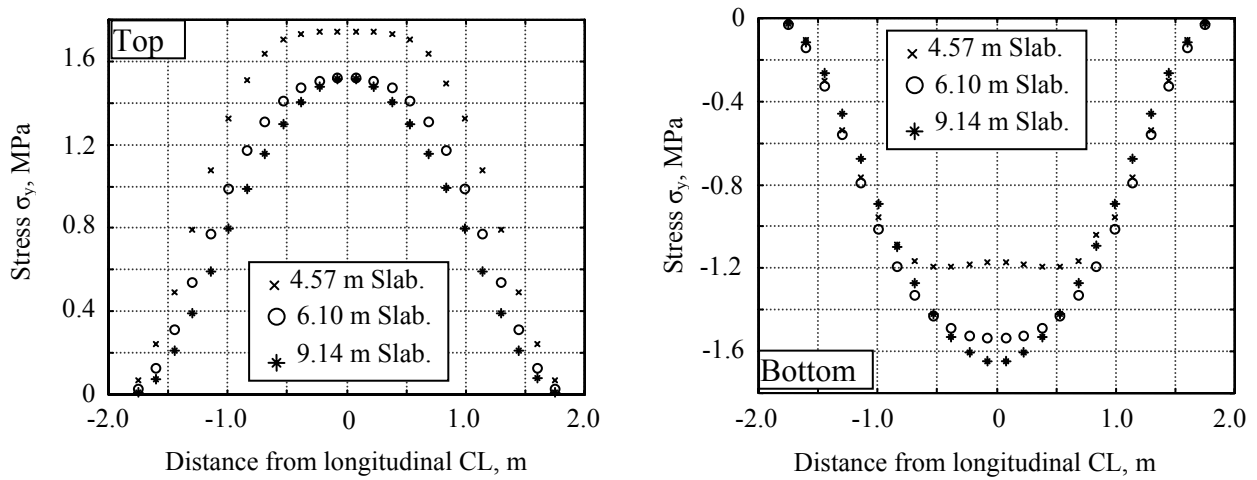 Top
Stress σy, MPa
1.6
1.2
0.8
0.4
0
× 4.57 m Slab.
○ 6.10 m Slab.
* 9.14 m Slab.
-2.0 -1.0 0 1.0 2.0
Distance from longitudinal CL, m
Bottom
Stress σy, MPa
0
-0.4
-0.8
-1.2
-1.6
× 4.57 m Slab.
○ 6.10 m Slab.
* 9.14 m Slab.
-2.0 -1.0 0 1.0 2.0
Distance from longitudinal CL, m